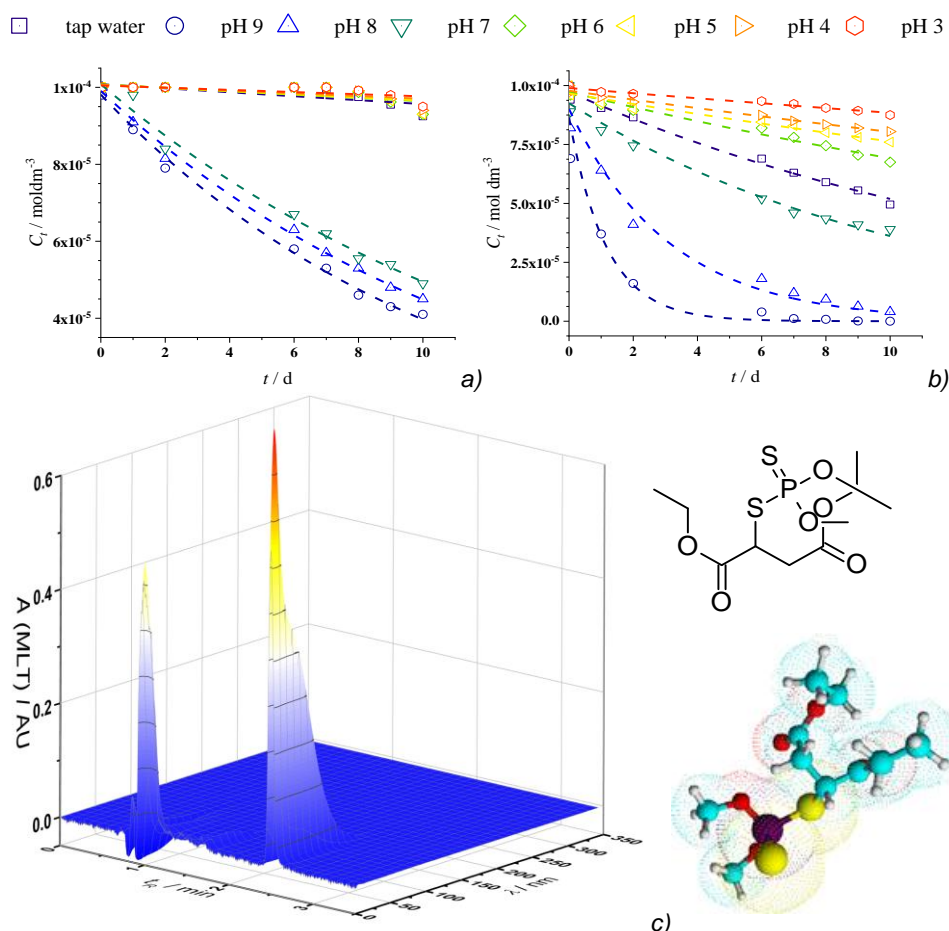 tap water pH 9 pH 8 pH 7 pH 6 pH 5 pH 4 pH 3
1x10⁻⁴
8x10⁻⁵
6x10⁻⁵
4x10⁻⁵
Cₜ / moldm⁻³
0 2 4 6 8 10
t / d
a)
1.0x10⁻⁴
7.5x10⁻⁵
5.0x10⁻⁵
2.5x10⁻⁵
0.0
Cₜ / mol dm⁻³
0 2 4 6 8 10
t / d
b)
0.6
0.4
0.2
0.0
A (MLT) / AU
0 1 2 3
tR / min
0 50 100 150 200 250 300 350
λ / nm
c)
S
P
O
S
O
O
O
O
O